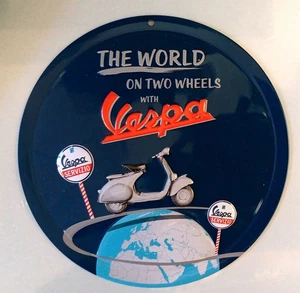 THE WORLD
ON TWO WHEELS
WITH
Vespa
Vespa
SERVIZIO
Vespa
SERVIZIO